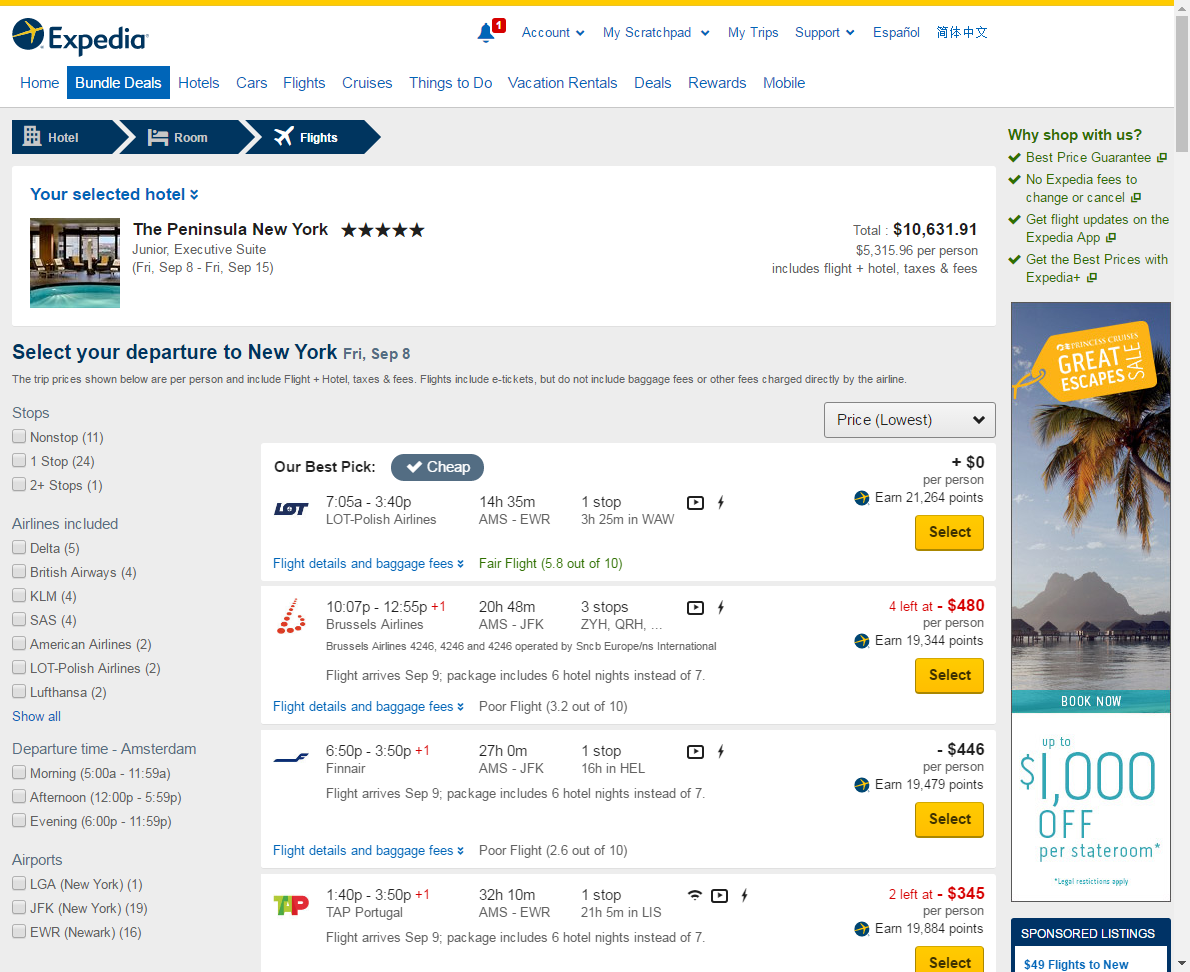 Expedia
1
Account
My Scratchpad
My Trips
Support
Español
简体中文
Home
Bundle Deals
Hotels
Cars
Flights
Cruises
Things to Do
Vacation Rentals
Deals
Rewards
Mobile
Hotel
Room
Flights
Your selected hotel
The Peninsula New York
Junior, Executive Suite
(Fri, Sep 8 - Fri, Sep 15)
Total : $10,631.91
$5,315.96 per person
includes flight + hotel, taxes & fees
Select your departure to New York Fri, Sep 8
The trip prices shown below are per person and include Flight + Hotel, taxes & fees. Flights include e-tickets, but do not include baggage fees or other fees charged directly by the airline.
Price (Lowest)
Stops
Nonstop (11)
1 Stop (24)
2+ Stops (1)
Airlines included
Delta (5)
British Airways (4)
KLM (4)
SAS (4)
American Airlines (2)
LOT-Polish Airlines (2)
Lufthansa (2)
Show all
Departure time - Amsterdam
Morning (5:00a - 11:59a)
Afternoon (12:00p - 5:59p)
Evening (6:00p - 11:59p)
Airports
LGA (New York) (1)
JFK (New York) (19)
EWR (Newark) (16)
Our Best Pick: Cheap
LOT
7:05a - 3:40p 14h 35m 1 stop
LOT-Polish Airlines AMS - EWR 3h 25m in WAW
+ $0
per person
Earn 21,264 points
Select
Flight details and baggage fees Fair Flight (5.8 out of 10)
10:07p - 12:55p +1 20h 48m 3 stops
Brussels Airlines AMS - JFK ZYH, QRH, ...
Brussels Airlines 4246, 4246 and 4246 operated by Sncb Europe/ns International
Flight arrives Sep 9; package includes 6 hotel nights instead of 7.
4 left at - $480
per person
Earn 19,344 points
Select
Flight details and baggage fees Poor Flight (3.2 out of 10)
6:50p - 3:50p +1 27h 0m 1 stop
Finnair AMS - JFK 16h in HEL
Flight arrives Sep 9; package includes 6 hotel nights instead of 7.
- $446
per person
Earn 19,479 points
Select
Flight details and baggage fees Poor Flight (2.6 out of 10)
TAP
1:40p - 3:50p +1 32h 10m 1 stop
TAP Portugal AMS - EWR 21h 5m in LIS
Flight arrives Sep 9; package includes 6 hotel nights instead of 7.
2 left at - $345
per person
Earn 19,884 points
Select
Why shop with us?
Best Price Guarantee
No Expedia fees to
change or cancel
Get flight updates on the
Expedia App
Get the Best Prices with
Expedia+
PRINCESS CRUISES
GREAT
ESCAPES
SALE
BOOK NOW
up to
$1,000
OFF
per stateroom*
*Legal restictions apply
SPONSORED LISTINGS
$49 Flights to New